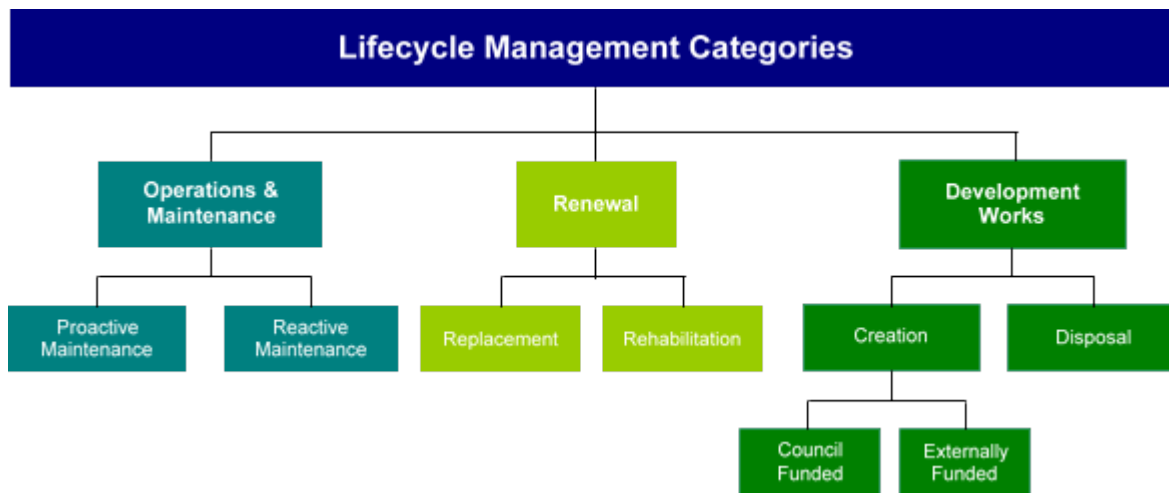 Lifecycle Management Categories
Operations &
Maintenance
Renewal
Development
Works
Proactive
Maintenance
Reactive
Maintenance
Replacement
Rehabilitation
Creation
Disposal
Council
Funded
Externally
Funded